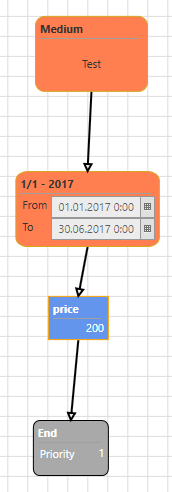 Medium
Test
1/1 - 2017
From 01.01.2017 0:00
To 30.06.2017 0:00
price
200
End
Priority 1